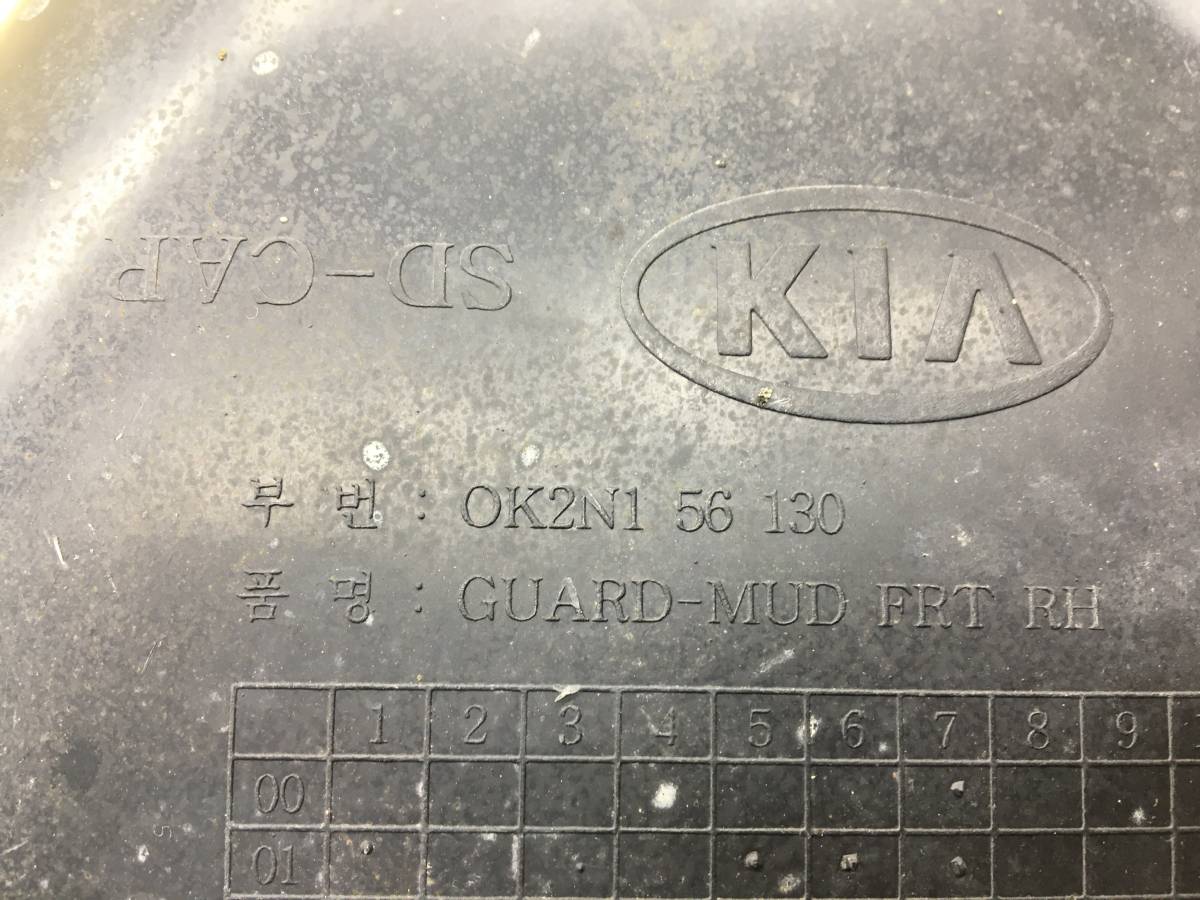 SD-CAR
KIA
부 번 : OK2N1 56 130
품 명 : GUARD-MUD FRT RH
1 2 3 4 5 6 7 8 9
00
01